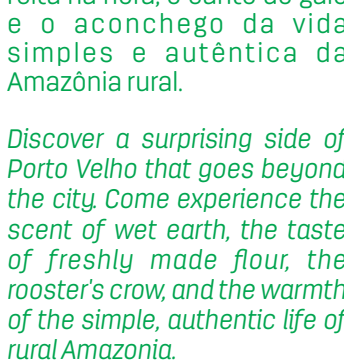 e o aconchego da vida
simples e autêntica da
Amazônia rural.
Discover a surprising side of
Porto Velho that goes beyond
the city. Come experience the
scent of wet earth, the taste
of freshly made flour, the
rooster's crow, and the warmth
of the simple, authentic life of
rural Amazonia.